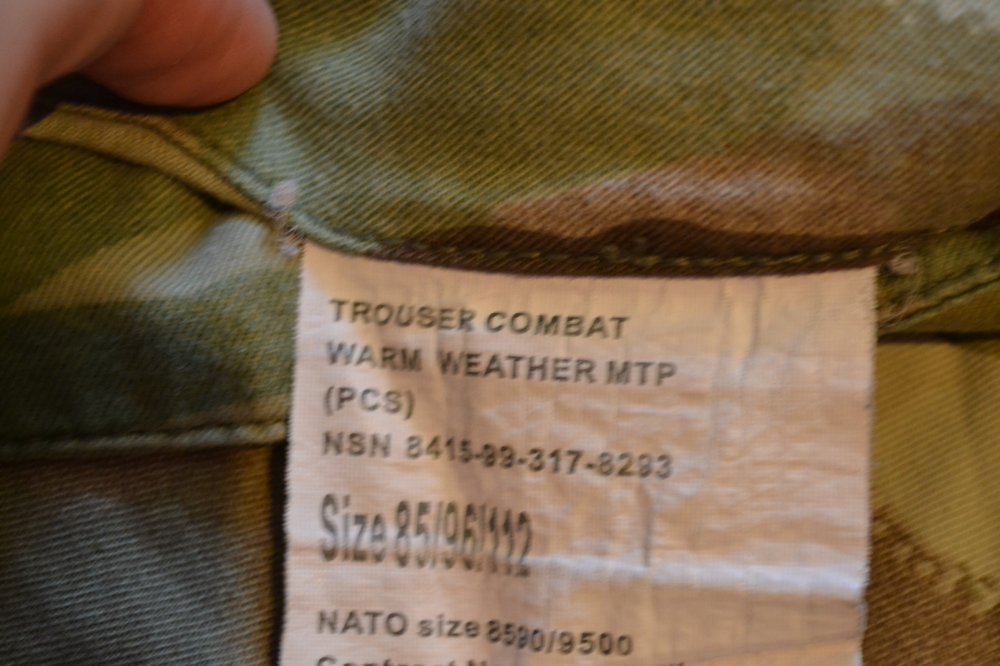 TROUSER COMBAT
WARM WEATHER MTP
(PCS)
NSN 8415-99-317-8293
Size 85/96/112
NATO size 8590/9500